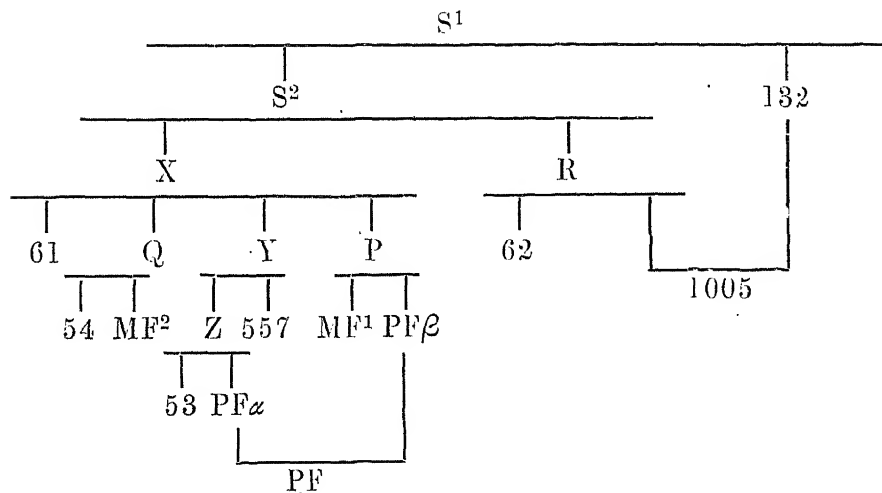 S¹
S² 132
X R
61 Q Y P 62
1005
54 MF² Z 557 MF¹ PFβ
53 PFα
PF